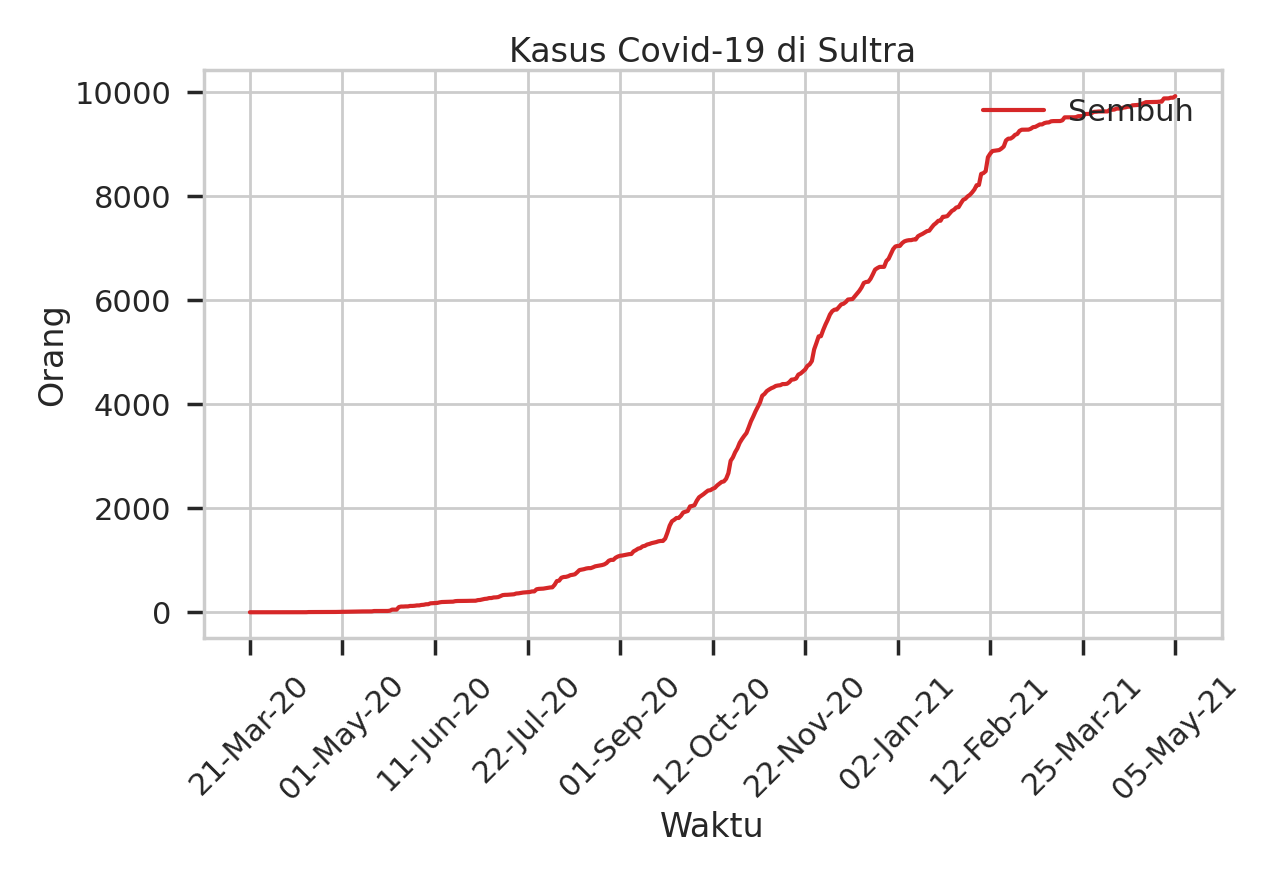 Kasus Covid-19 di Sultra
Sembuh
Orang
10000
8000
6000
4000
2000
0
21-Mar-20
01-May-20
11-Jun-20
22-Jul-20
01-Sep-20
12-Oct-20
22-Nov-20
02-Jan-21
12-Feb-21
25-Mar-21
05-May-21
Waktu